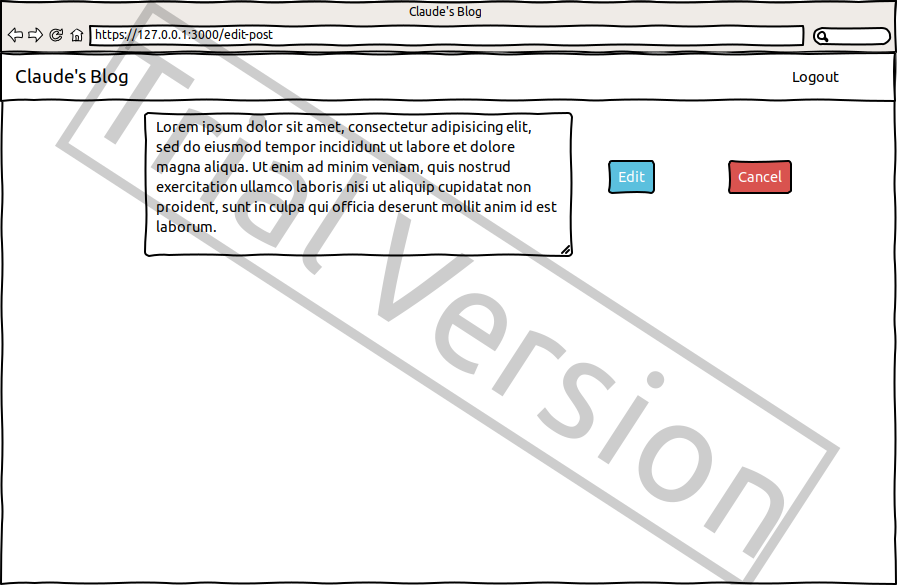 Claude's Blog
https://127.0.0.1:3000/edit-post
Claude's Blog
Logout
Lorem ipsum dolor sit amet, consectetur adipisicing elit,
sed do eiusmod tempor incididunt ut labore et dolore
magna aliqua. Ut enim ad minim veniam, quis nostrud
exercitation ullamco laboris nisi ut aliquip cupidatat non
proident, sunt in culpa qui officia deserunt mollit anim id est
laborum.
Edit
Cancel
Trial Version